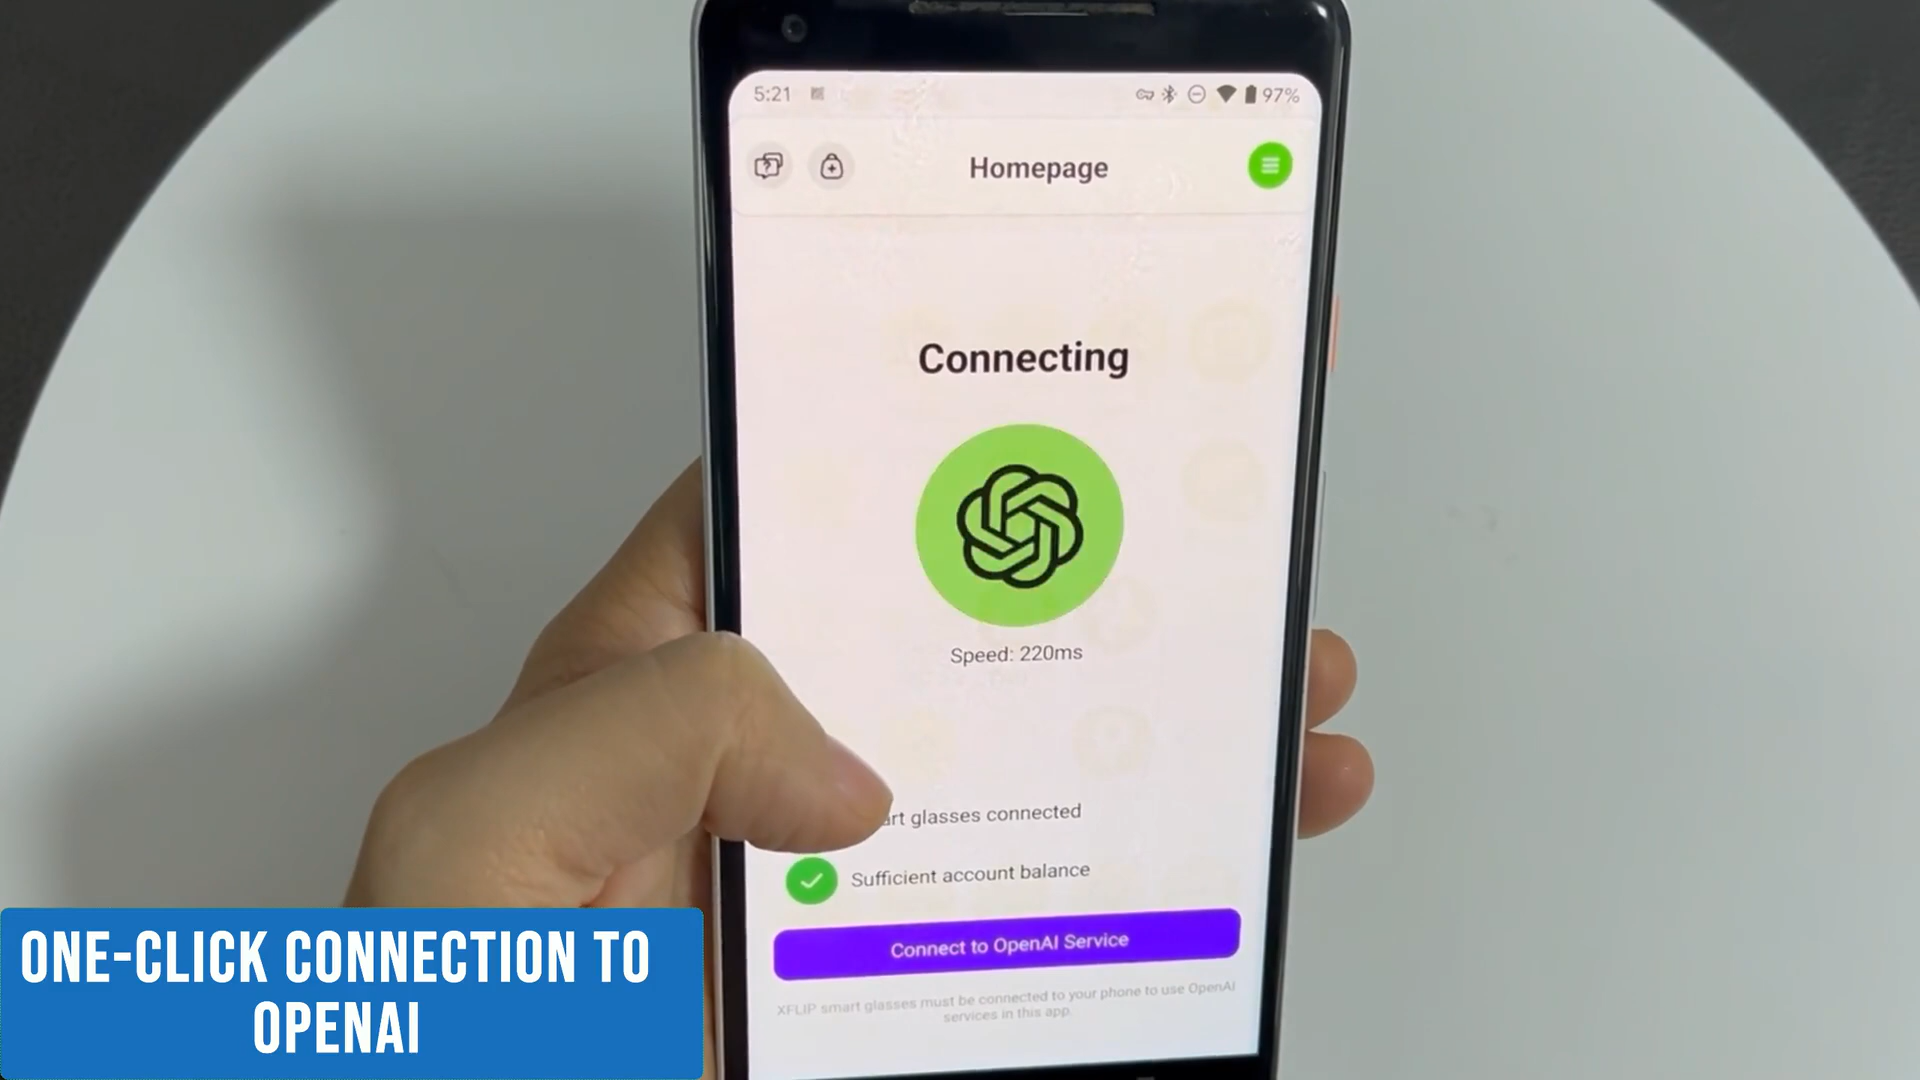 5:21
97%
Homepage
Connecting
Speed: 220ms
glasses connected
Sufficient account balance
Connect to OpenAI Service
XFLIP smart glasses must be connected to your phone to use OpenAI
services in this app.
ONE-CLICK CONNECTION TO
OPENAI